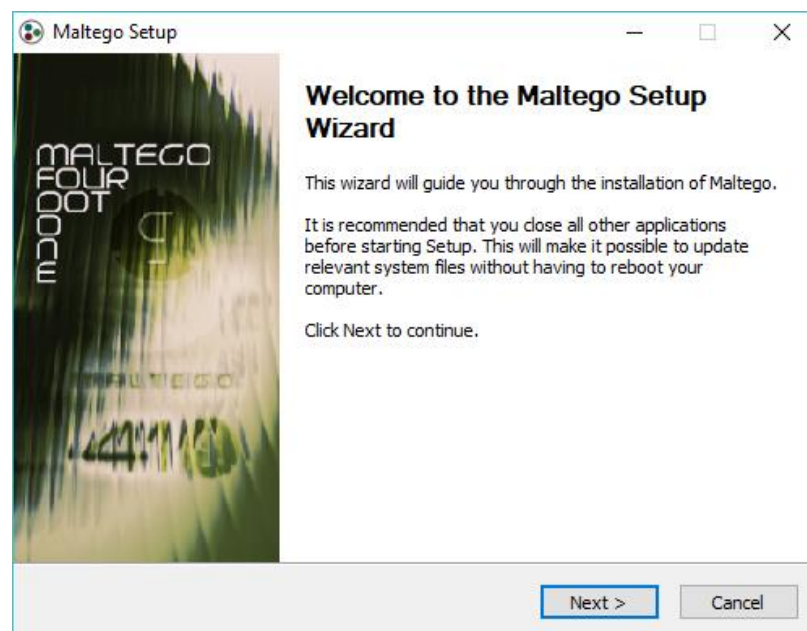 Maltego Setup
MALTEGO
FOUR
DOT
ONE
Welcome to the Maltego Setup
Wizard
This wizard will guide you through the installation of Maltego.
It is recommended that you close all other applications
before starting Setup. This will make it possible to update
relevant system files without having to reboot your
computer.
Click Next to continue.
MALTEGO
Next >
Cancel